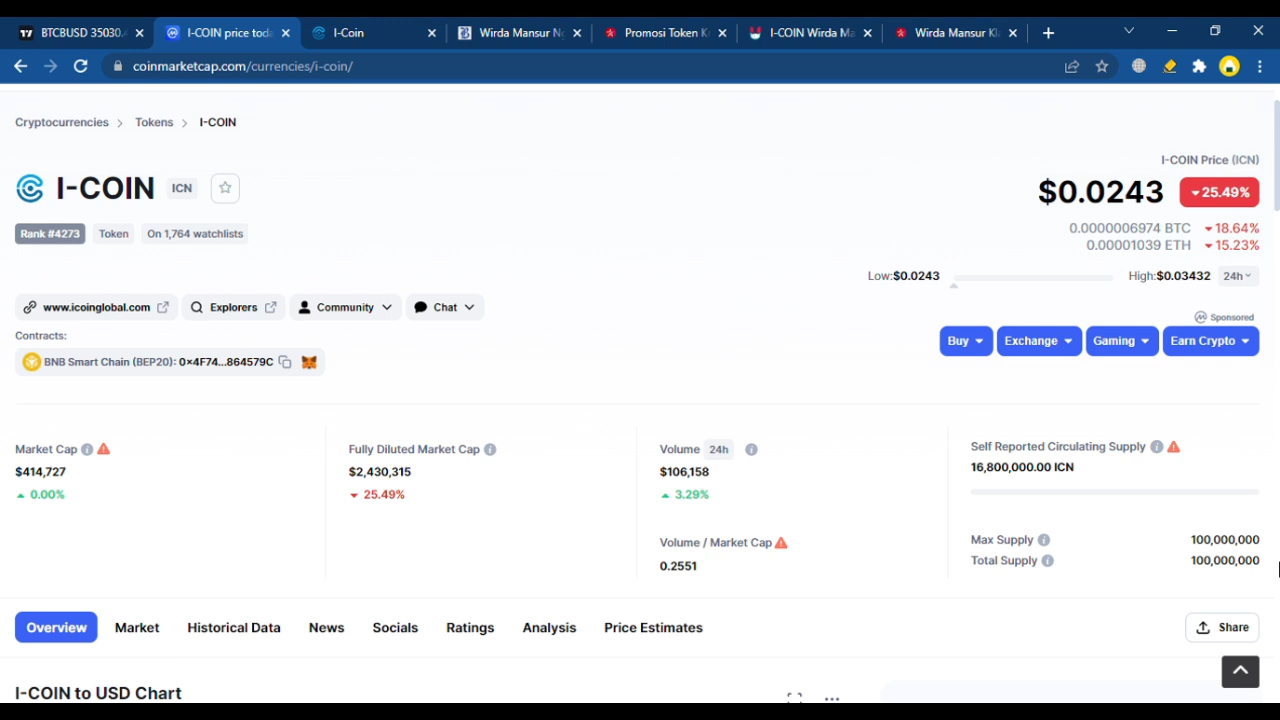 BTCBUSD 35030.
I-COIN price toda
I-Coin
Wirda Mansur N
Promosi Token K
I-COIN Wirda Ma
Wirda Mansur Kl
coinmarketcap.com/currencies/i-coin/
Cryptocurrencies > Tokens > I-COIN
I-COIN ICN
Rank #4273 Token On 1,764 watchlists
I-COIN Price (ICN)
$0.0243 25.49%
0.0000006974 BTC 18.64%
0.00001039 ETH 15.23%
Low:$0.0243 High:$0.03432 24h
www.icoinglobal.com Explorers Community Chat
Contracts:
BNB Smart Chain (BEP20): 0x4F74...864579C
Sponsored
Buy Exchange Gaming Earn Crypto
Market Cap
$414,727
0.00%
Fully Diluted Market Cap
$2,430,315
25.49%
Volume 24h
$106,158
3.29%
Volume / Market Cap
0.2551
Self Reported Circulating Supply
16,800,000.00 ICN
Max Supply 100,000,000
Total Supply 100,000,000
Overview Market Historical Data News Socials Ratings Analysis Price Estimates
Share
I-COIN to USD Chart